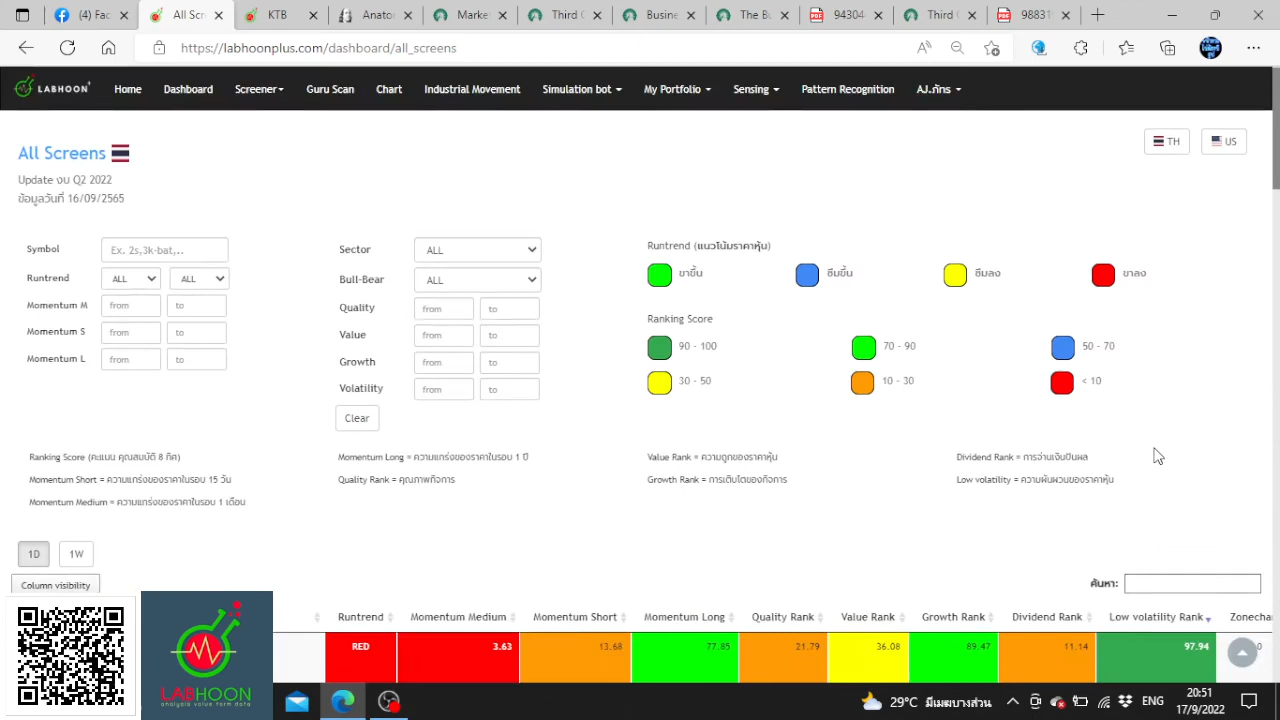 All Scr
Marke
Third (
Runtin
The B
94304
Third C
9883
https://labhoonplus.com/dashboard/all_screens
LABHOON+
Home Dashboard Screener Guru Scan Chart Industrial Movement Simulation bot My Portfolio Sensing Pattern Recognition AJ.ภัทร
All Screens
TH
US
Update งบ Q2 2022
ข้อมูลวันที่ 16/09/2565
Symbol Ex. 2s,3k-bat,..
Runtrend ALL ALL
Momentum M from to
Momentum S from to
Momentum L from to
Sector ALL
Bull-Bear ALL
Quality from to
Value from to
Growth from to
Volatility from to
Clear
Runtrend (แนวโน้มราคาหุ้น)
ขาขึ้น ซึมขึ้น ซึมลง ขาลง
Ranking Score
90 - 100 70 - 90 50 - 70
30 - 50 10 - 30 < 10
Ranking Score (คะแนน คุณสมบัติ 8 ทิศ)
Momentum Short = ความแกร่งของราคาในรอบ 15 วัน
Momentum Medium = ความแกร่งของราคาในรอบ 1 เดือน
Momentum Long = ความแกร่งของราคาในรอบ 1 ปี
Quality Rank = คุณภาพกิจการ
Value Rank = ความถูกของราคาหุ้น
Growth Rank = การเติบโตของกิจการ
Dividend Rank = การจ่ายเงินปันผล
Low volatility = ความผันผวนของราคาหุ้น
1D 1W
Column visibility
ค้นหา:
Runtrend Momentum Medium Momentum Short Momentum Long Quality Rank Value Rank Growth Rank Dividend Rank Low volatility Rank Zonechar
RED 3.63 13.68 77.85 21.79 36.08 89.47 11.14 97.94
LABHOON
analysis value form data
29°C มีเมฆบางส่วน
ENG
20:51
17/9/2022